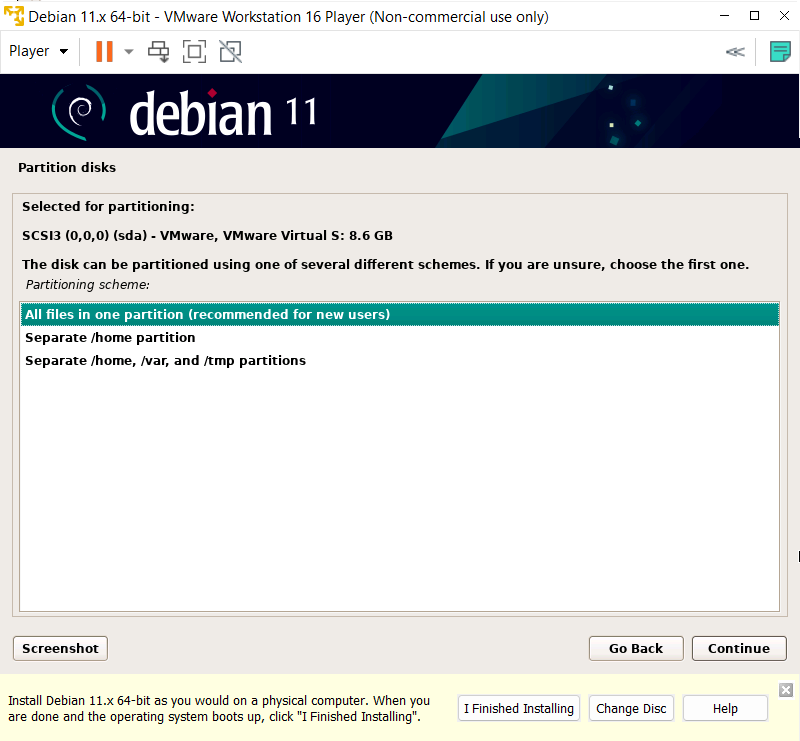 Debian 11.x 64-bit - VMware Workstation 16 Player (Non-commercial use only)
Player
debian 11
Partition disks
Selected for partitioning:
SCSI3 (0,0,0) (sda) - VMware, VMware Virtual S: 8.6 GB
The disk can be partitioned using one of several different schemes. If you are unsure, choose the first one.
Partitioning scheme:
All files in one partition (recommended for new users)
Separate /home partition
Separate /home, /var, and /tmp partitions
Screenshot
Go Back
Continue
Install Debian 11.x 64-bit as you would on a physical computer. When you
are done and the operating system boots up, click "I Finished Installing".
I Finished Installing
Change Disc
Help